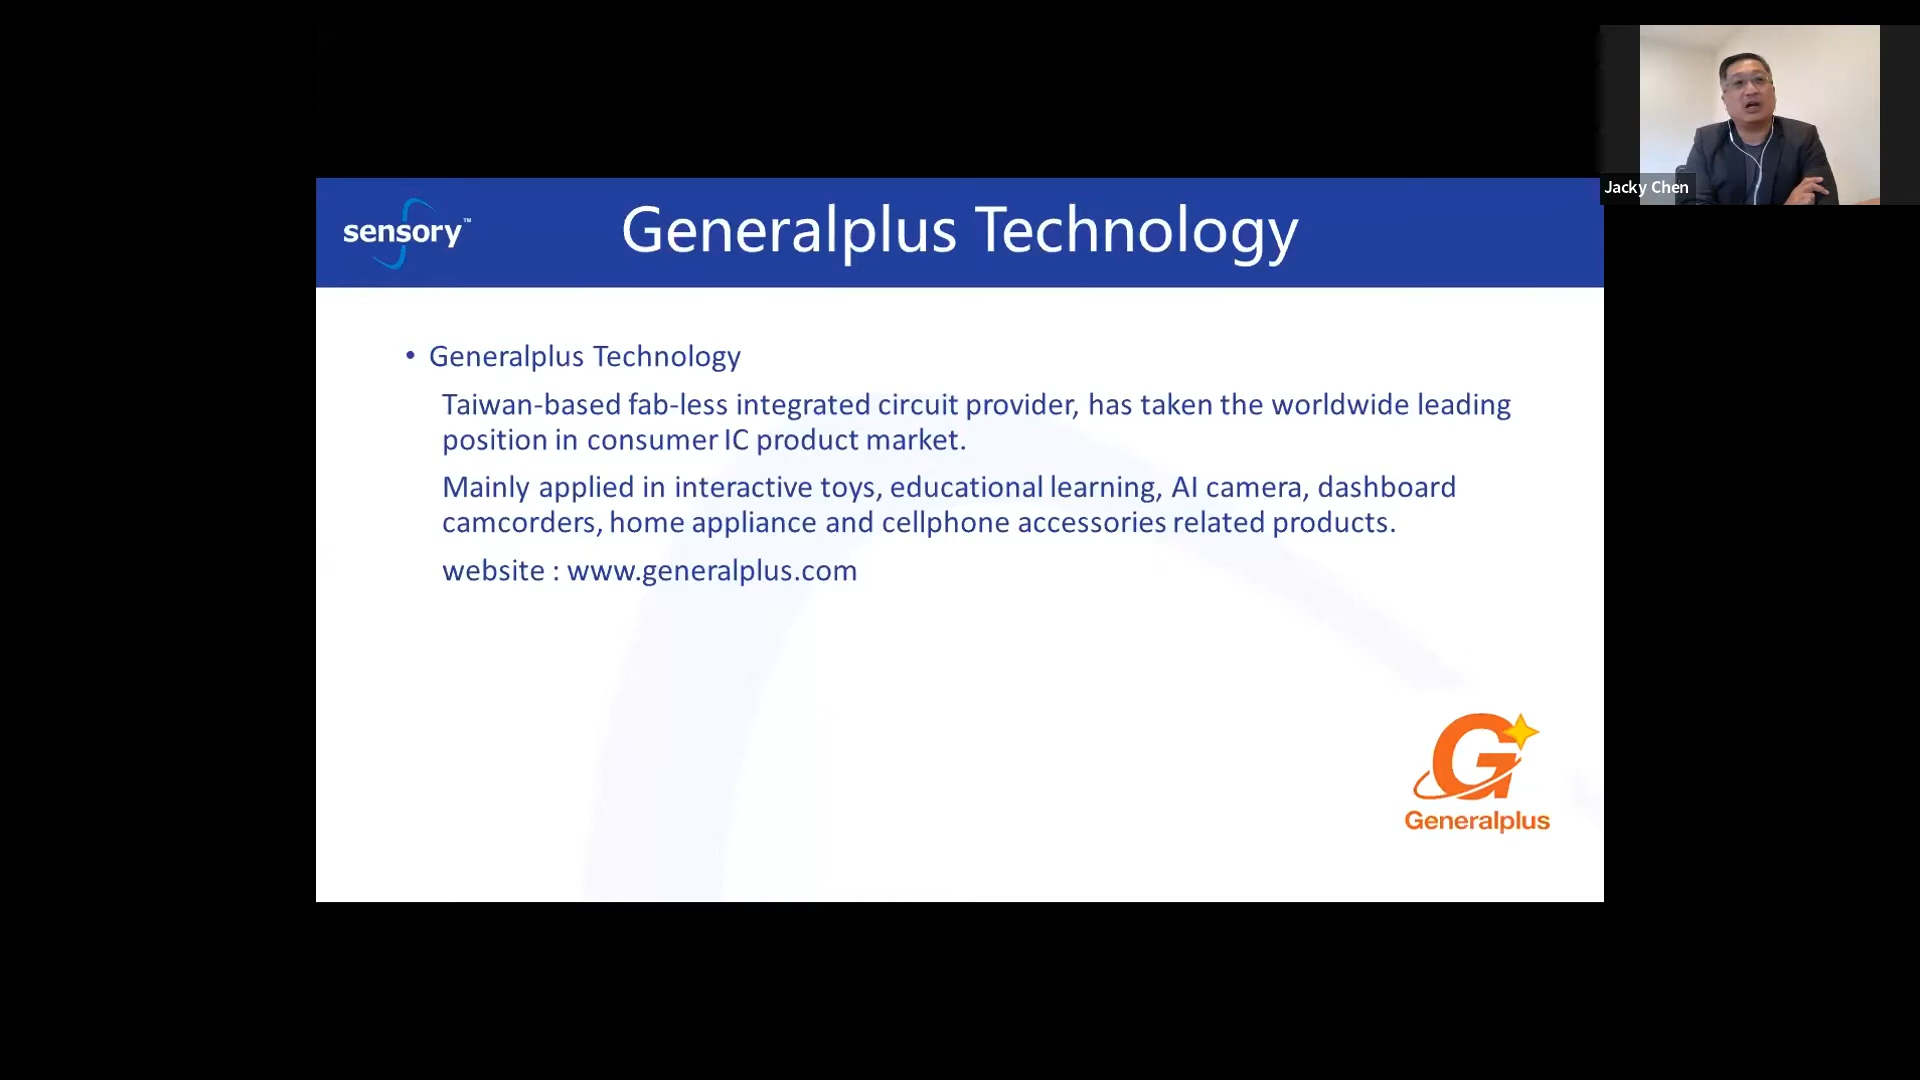 Jacky Chen
sensory™
Generalplus Technology
• Generalplus Technology
Taiwan-based fab-less integrated circuit provider, has taken the worldwide leading
position in consumer IC product market.
Mainly applied in interactive toys, educational learning, AI camera, dashboard
camcorders, home appliance and cellphone accessories related products.
website : www.generalplus.com
G
Generalplus